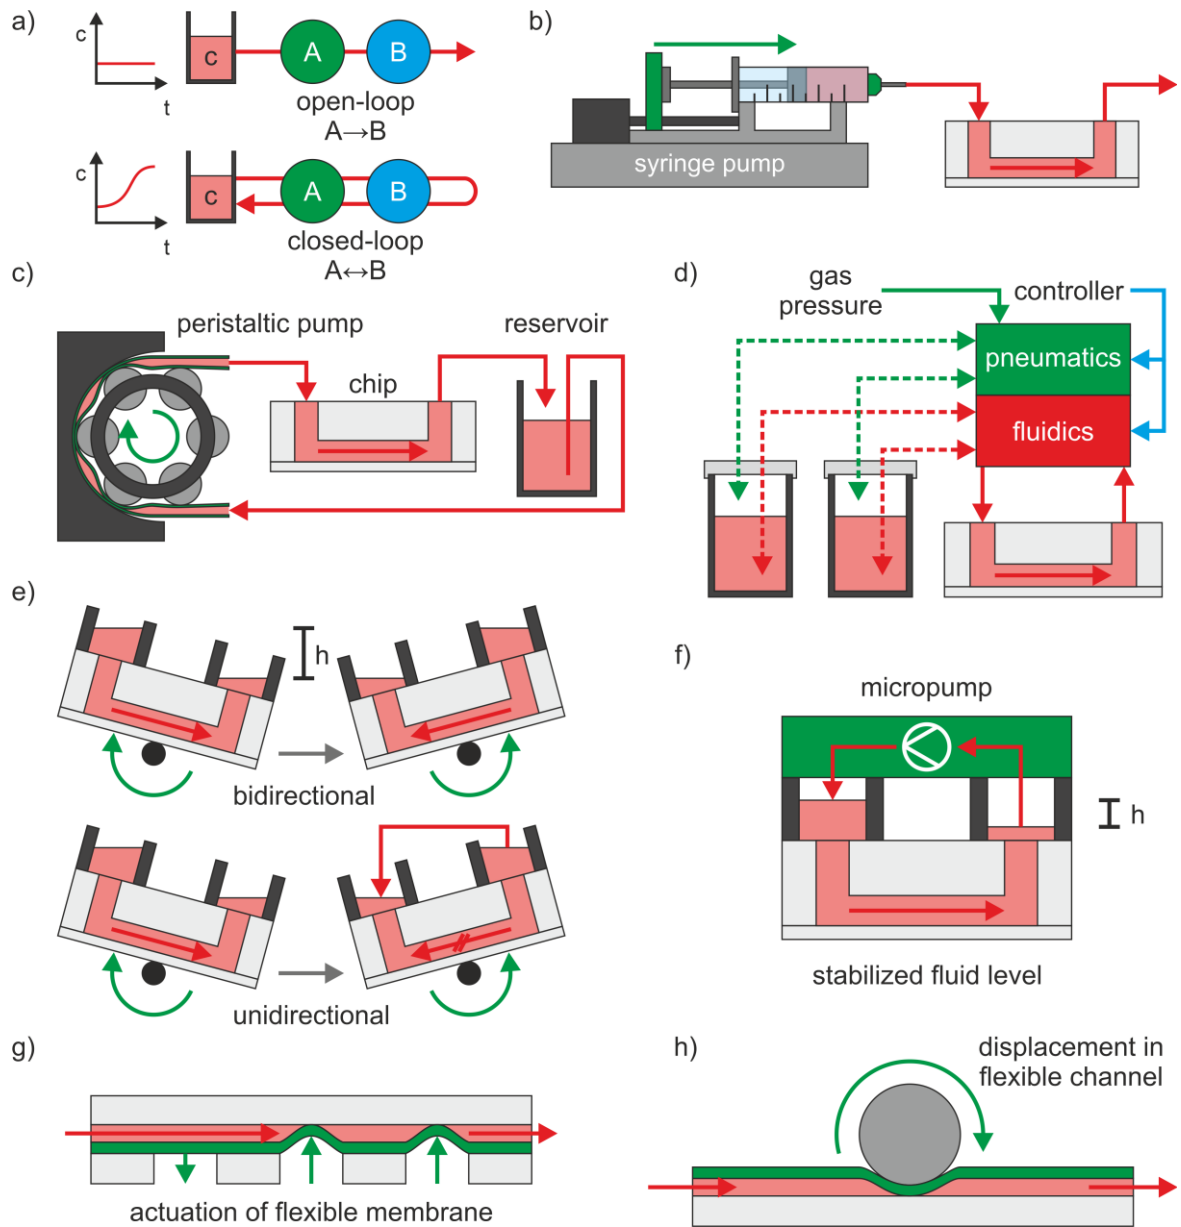 a)
c
t
c
A
B
open-loop
A→B
c
t
c
A
B
closed-loop
A↔B
b)
syringe pump
c)
peristaltic pump
chip
reservoir
d)
gas
pressure
controller
pneumatics
fluidics
e)
h
bidirectional
unidirectional
f)
micropump
h
stabilized fluid level
g)
actuation of flexible membrane
h)
displacement in
flexible channel